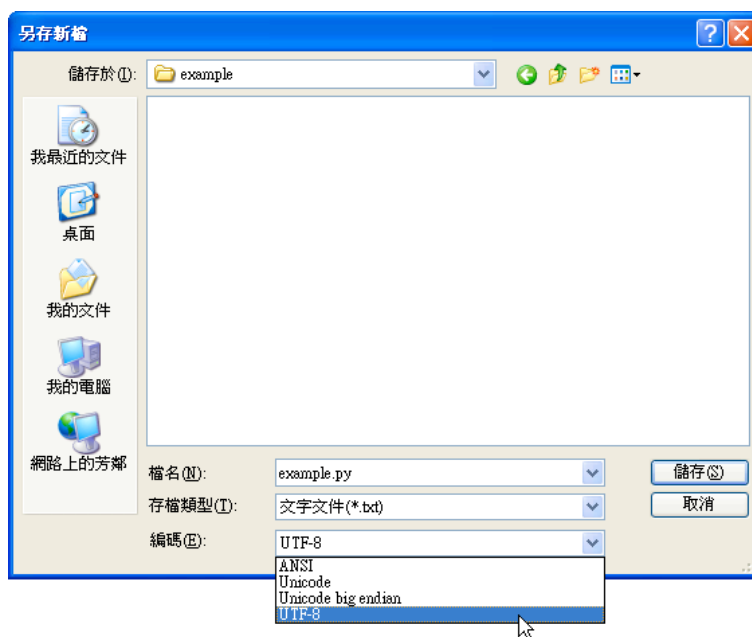 另存新檔
儲存於(I): example
我最近的文件
桌面
我的文件
我的電腦
網路上的芳鄰
檔名(N): example.py 儲存(S)
存檔類型(T): 文字文件(*.txt) 取消
編碼(E): UTF-8
ANSI
Unicode
Unicode big endian
UTF-8